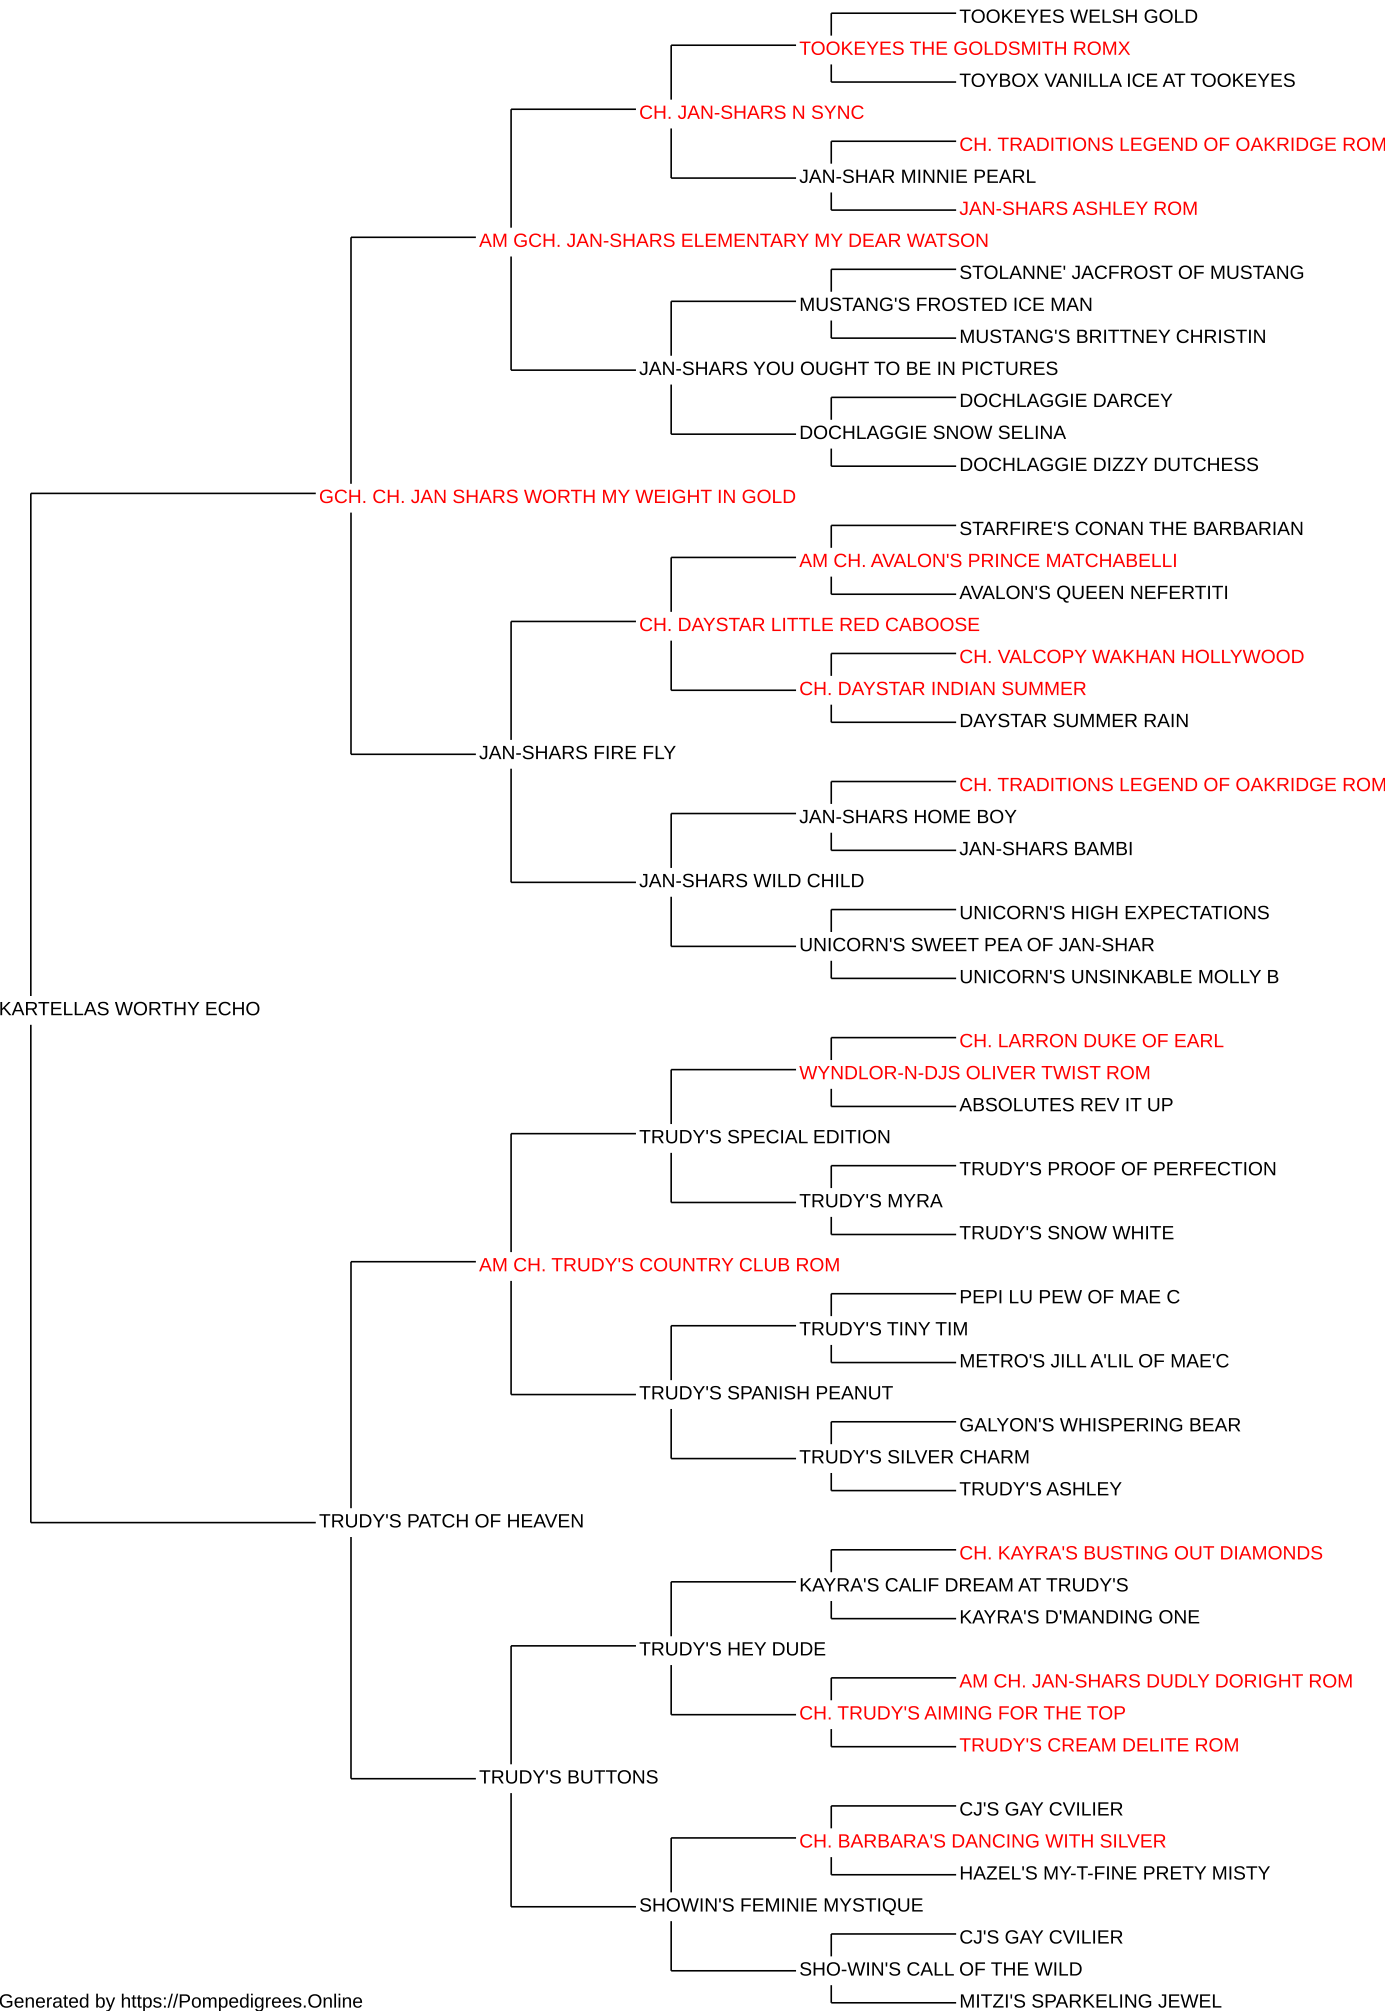 TOOKEYES WELSH GOLD
TOOKEYES THE GOLDSMITH ROMX
TOYBOX VANILLA ICE AT TOOKEYES
CH. JAN-SHARS N SYNC
CH. TRADITIONS LEGEND OF OAKRIDGE ROM
JAN-SHAR MINNIE PEARL
JAN-SHARS ASHLEY ROM
AM GCH. JAN-SHARS ELEMENTARY MY DEAR WATSON
STOLANNE' JACFROST OF MUSTANG
MUSTANG'S FROSTED ICE MAN
MUSTANG'S BRITTNEY CHRISTIN
JAN-SHARS YOU OUGHT TO BE IN PICTURES
DOCHLAGGIE DARCEY
DOCHLAGGIE SNOW SELINA
DOCHLAGGIE DIZZY DUTCHESS
GCH. CH. JAN SHARS WORTH MY WEIGHT IN GOLD
STARFIRE'S CONAN THE BARBARIAN
AM CH. AVALON'S PRINCE MATCHABELLI
AVALON'S QUEEN NEFERTITI
CH. DAYSTAR LITTLE RED CABOOSE
CH. VALCOPY WAKHAN HOLLYWOOD
CH. DAYSTAR INDIAN SUMMER
DAYSTAR SUMMER RAIN
JAN-SHARS FIRE FLY
CH. TRADITIONS LEGEND OF OAKRIDGE ROM
JAN-SHARS HOME BOY
JAN-SHARS BAMBI
JAN-SHARS WILD CHILD
UNICORN'S HIGH EXPECTATIONS
UNICORN'S SWEET PEA OF JAN-SHAR
UNICORN'S UNSINKABLE MOLLY B
KARTELLAS WORTHY ECHO
CH. LARRON DUKE OF EARL
WYNDLOR-N-DJS OLIVER TWIST ROM
ABSOLUTES REV IT UP
TRUDY'S SPECIAL EDITION
TRUDY'S PROOF OF PERFECTION
TRUDY'S MYRA
TRUDY'S SNOW WHITE
AM CH. TRUDY'S COUNTRY CLUB ROM
PEPI LU PEW OF MAE C
TRUDY'S TINY TIM
METRO'S JILL A'LIL OF MAE'C
TRUDY'S SPANISH PEANUT
GALYON'S WHISPERING BEAR
TRUDY'S SILVER CHARM
TRUDY'S ASHLEY
TRUDY'S PATCH OF HEAVEN
CH. KAYRA'S BUSTING OUT DIAMONDS
KAYRA'S CALIF DREAM AT TRUDY'S
KAYRA'S D'MANDING ONE
TRUDY'S HEY DUDE
AM CH. JAN-SHARS DUDLY DORIGHT ROM
CH. TRUDY'S AIMING FOR THE TOP
TRUDY'S CREAM DELITE ROM
TRUDY'S BUTTONS
CJ'S GAY CVILIER
CH. BARBARA'S DANCING WITH SILVER
HAZEL'S MY-T-FINE PRETY MISTY
SHOWIN'S FEMINIE MYSTIQUE
CJ'S GAY CVILIER
SHO-WIN'S CALL OF THE WILD
MITZI'S SPARKELING JEWEL
Generated by https://Pompedigrees.Online